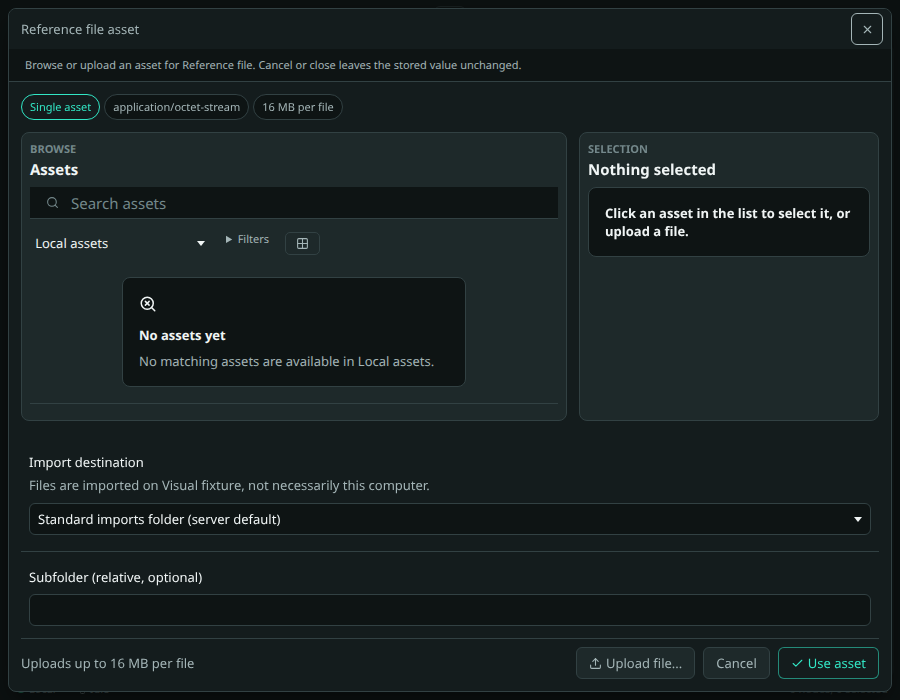 Reference file asset
Browse or upload an asset for Reference file. Cancel or close leaves the stored value unchanged.
Single asset
application/octet-stream
16 MB per file
BROWSE
Assets
Search assets
Local assets
Filters
No assets yet
No matching assets are available in Local assets.
SELECTION
Nothing selected
Click an asset in the list to select it, or
upload a file.
Import destination
Files are imported on Visual fixture, not necessarily this computer.
Standard imports folder (server default)
Subfolder (relative, optional)
Uploads up to 16 MB per file
Upload file...
Cancel
Use asset